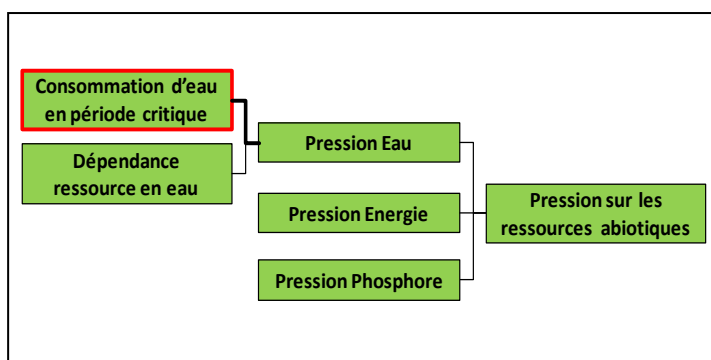 Consommation d'eau
en période critique
Dépendance
ressource en eau
Pression Eau
Pression Energie
Pression Phosphore
Pression sur les
ressources abiotiques